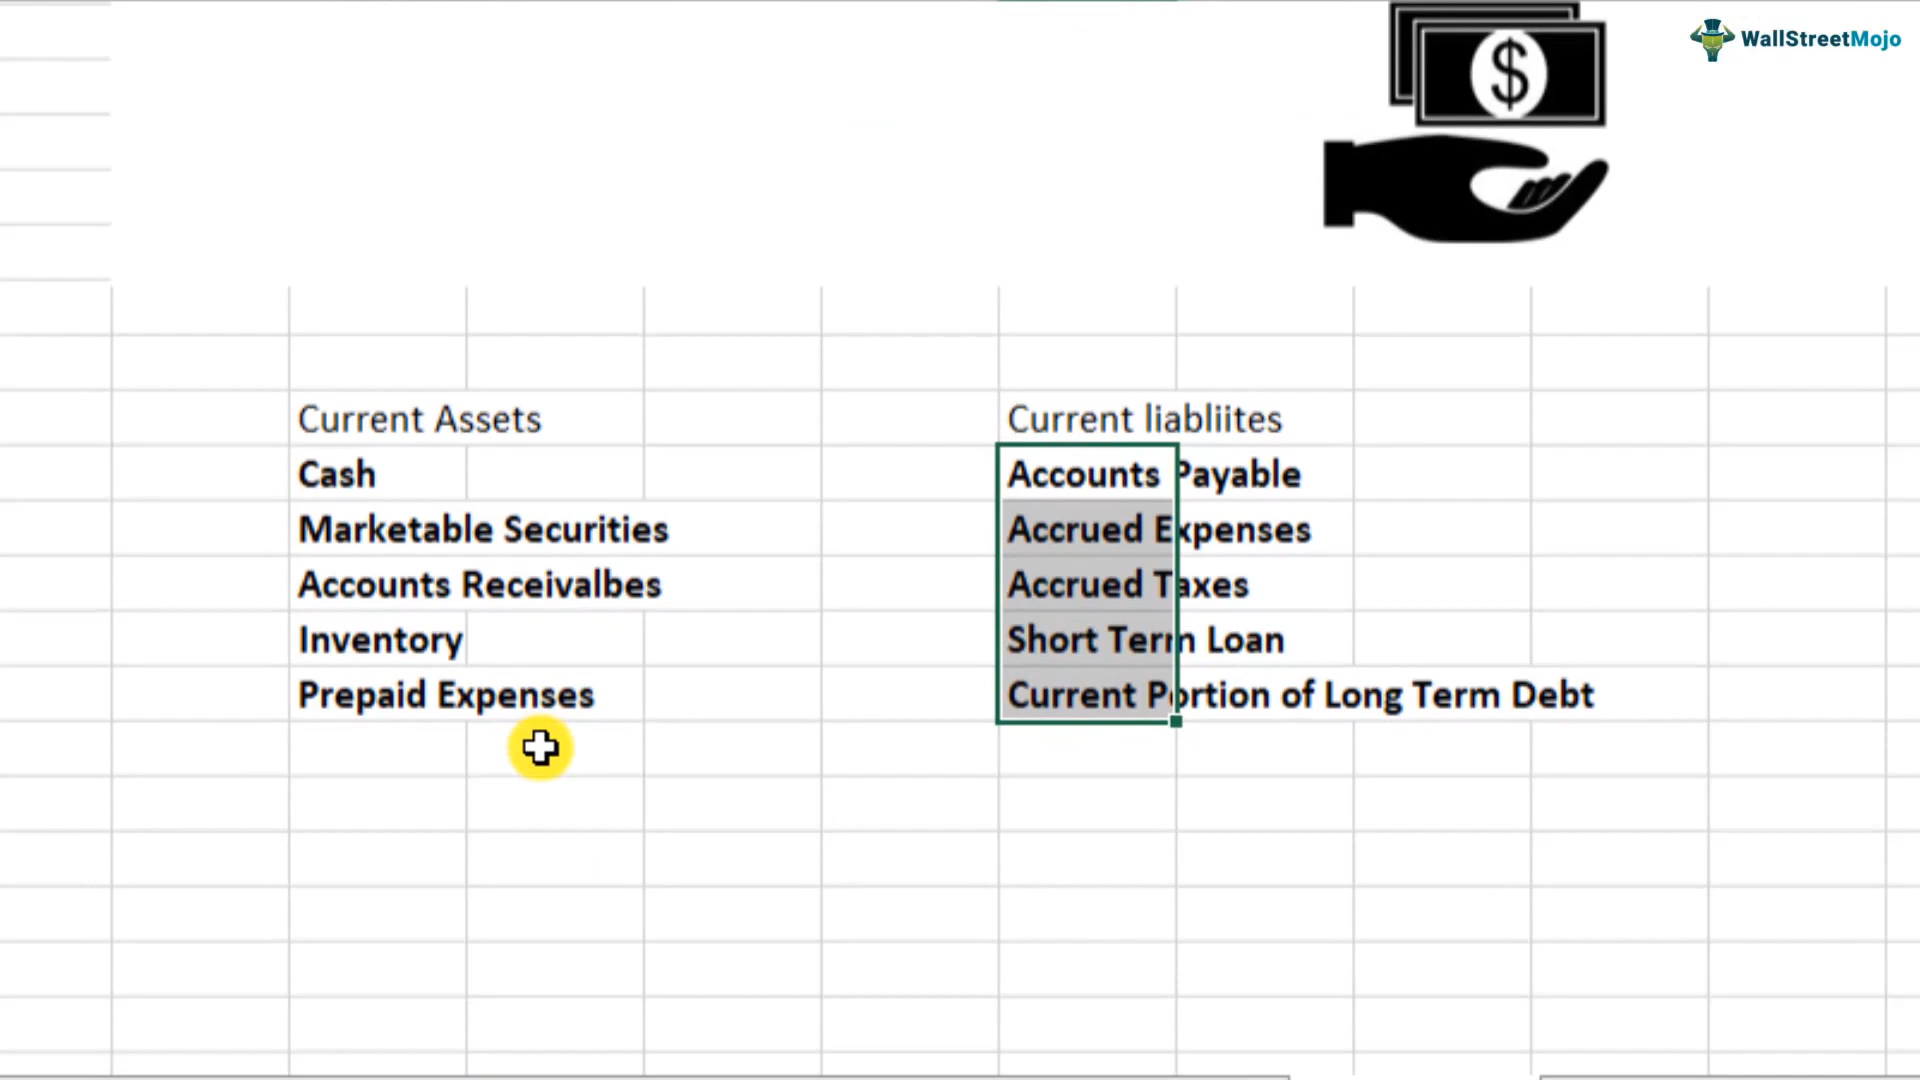 WallStreetMojo
$
Current Assets
Current liabliites
Cash
Accounts Payable
Marketable Securities
Accrued Expenses
Accounts Receivalbes
Accrued Taxes
Inventory
Short Term Loan
Prepaid Expenses
Current Portion of Long Term Debt